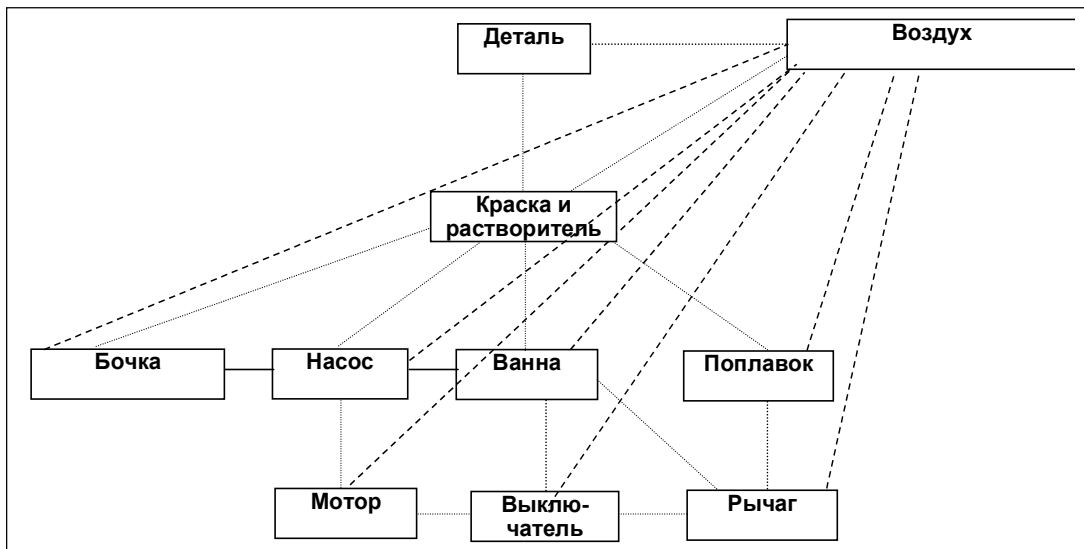 Деталь
Воздух
Краска и
растворитель
Бочка
Насос
Ванна
Поплавок
Мотор
Выклю-
чатель
Рычаг